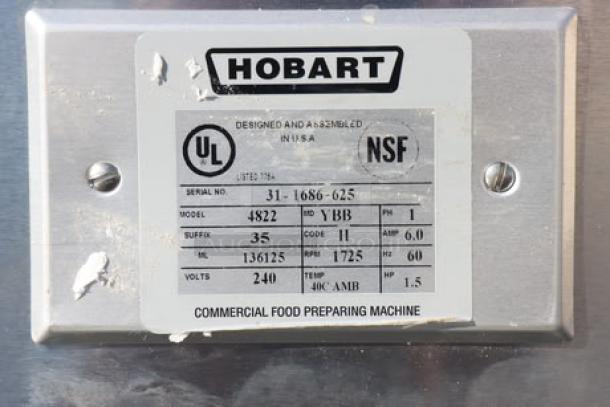 HOBART
DESIGNED AND ASSEMBLED
IN U.S.A
UL
NSF
LISTED 778A
SERIAL NO. 31-1686-625
MODEL 4822 MD YBB PH 1
SUFFIX 35 CODE H AMP 6.0
ML 136125 RPM 1725 Hz 60
VOLTS 240 TEMP 40C AMB HP 1.5
COMMERCIAL FOOD PREPARING MACHINE